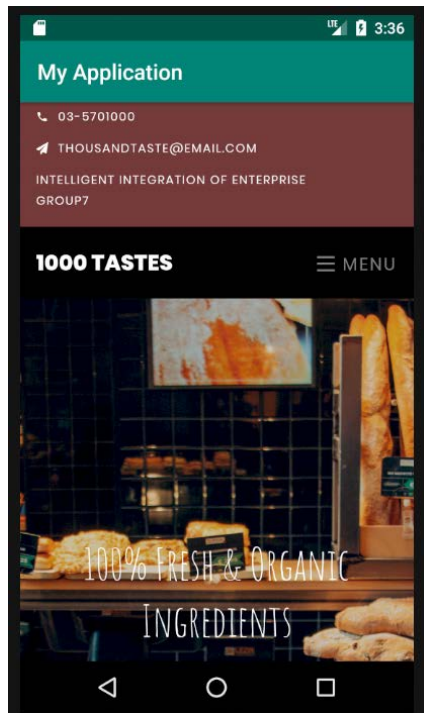 LTE 3:36
My Application
03-5701000
THOUSANDTASTE@EMAIL.COM
INTELLIGENT INTEGRATION OF ENTERPRISE
GROUP7
1000 TASTES
MENU
100% Fresh & Organic
Ingredients